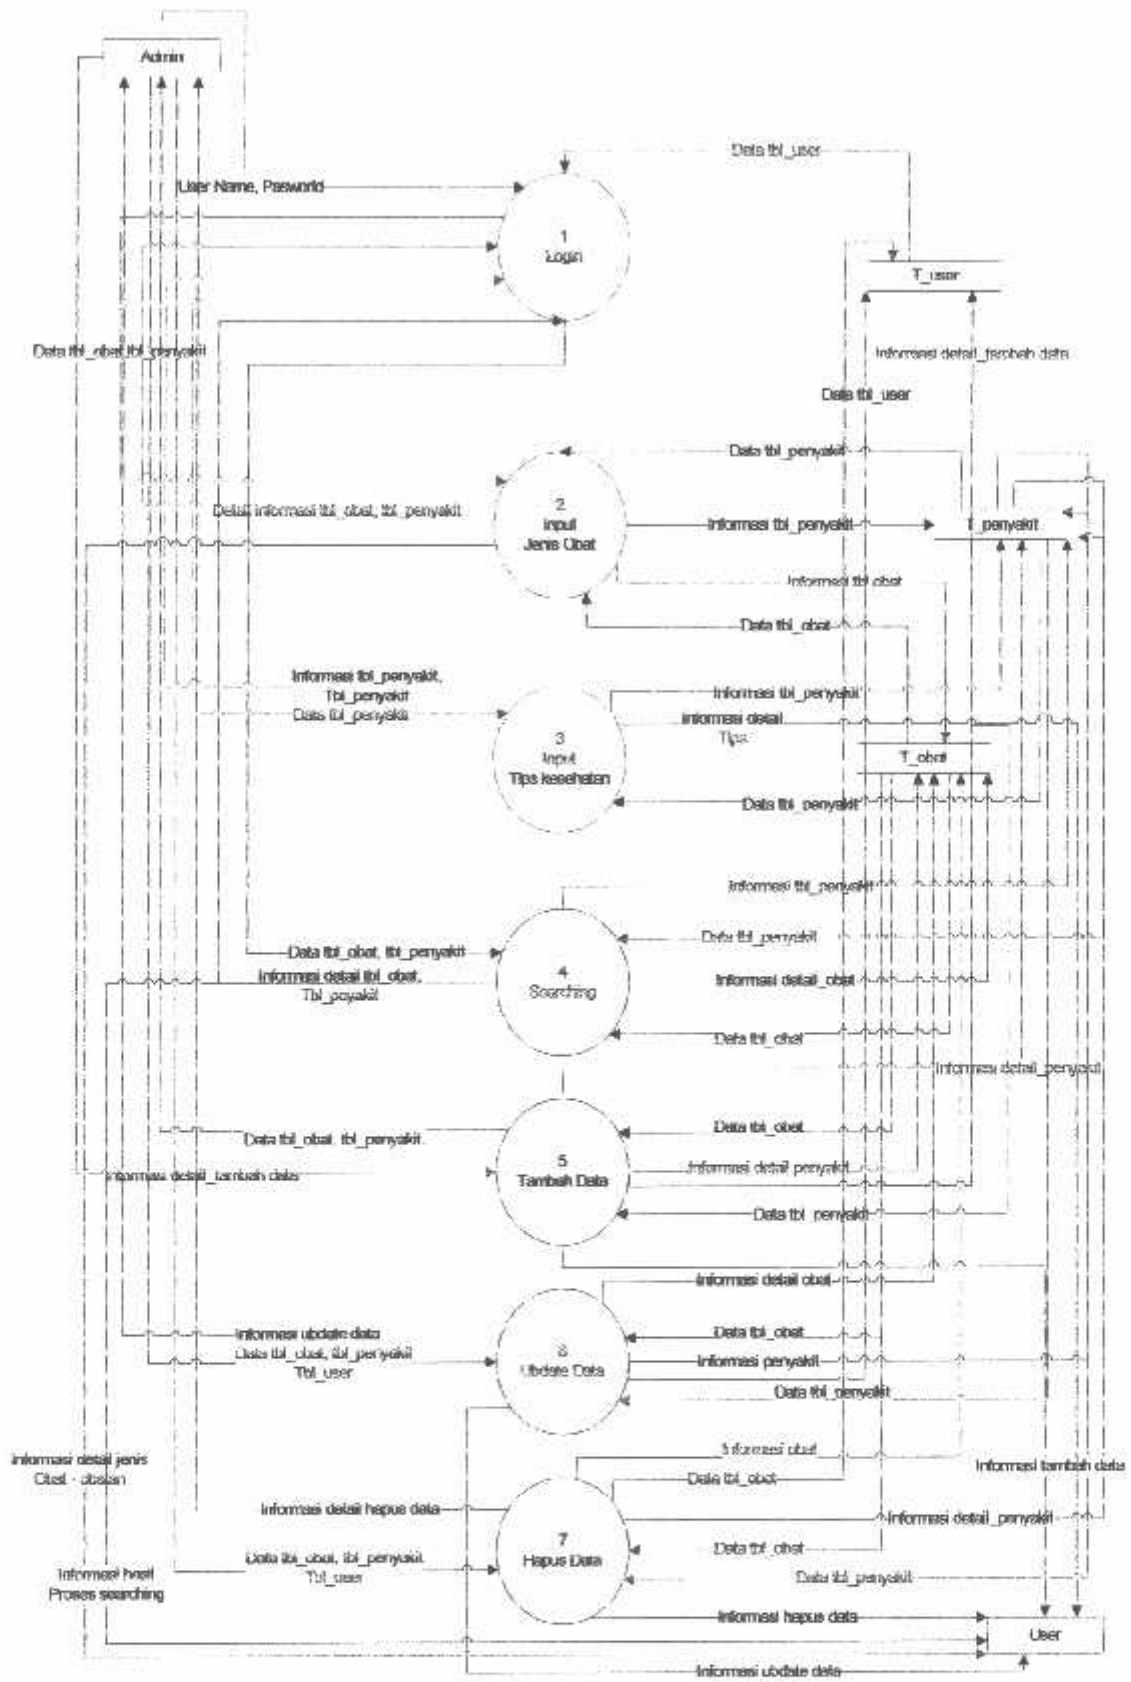 Admin
Data tbl_user
User Name, Pasworld
1
Login
T_user
Data tbl_obat,tbl_penyakit
Informasi detail_tambah data
Data tbl_user
Data tbl_penyakit
2
Input
Jenis Obat
Detail informasi tbl_obat, tbl_penyakit
Informasi tbl_penyakit
T_penyakit
Informasi tbl obat
Data tbl_obat
Informasi tbl_penyakit,
Tbl_penyakit
Data tbl_penyakit
Informasi tbl_penyakit
Informasi detail
Tips
3
Input
Tips kesehatan
T_obat
Data tbl_penyakit
Informasi tbl_penyakit
Data tbl_penyakit
Data tbl_obat, tbl_penyakit
Informasi detail tbl_obat,
Tbl_peyakit
4
Searching
Informasi detail_obat
Data tbl_obat
Informasi detail_penyakit
Data tbl_obat
Data tbl_obat, tbl_penyakit
5
Tambah Data
Informasi detail penyakit
Informasi detail_tambah data
Data tbl_penyakit
Informasi detail obat
Informasi ubdate data
Data tbl_obat, tbl_penyakit
Tbl_user
6
Ubdate Data
Data tbl_obat
Informasi penyakit
Data tbl_penyakit
Informasi detail jenis
Obat - obatan
Informasi obat
Informasi tambah data
Data tbl_obat
Informasi detail hapus data
Informasi detail_penyakit
7
Hapus Data
Data tbl_obat, tbl_penyakit
Tbl_user
Data tbl_obat
Informasi hasil
Proses searching
Data tbl_penyakit
Informasi hapus data
User
Informasi ubdate data